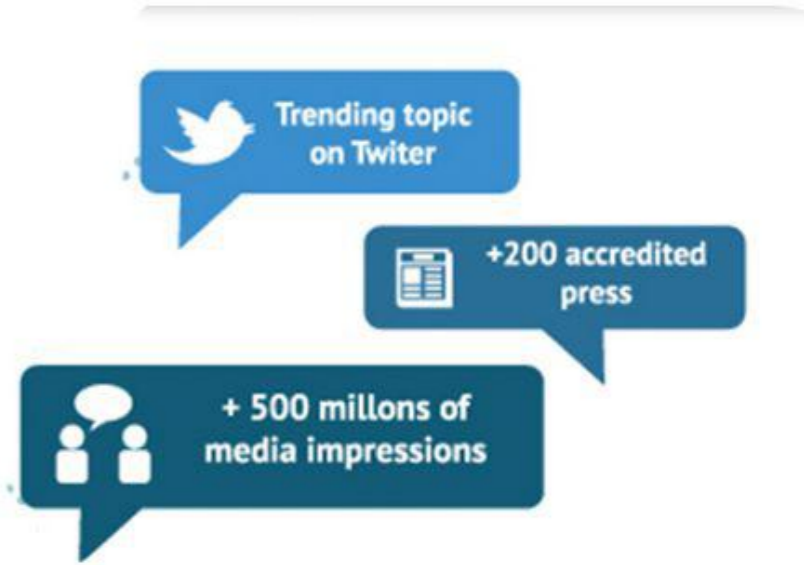 Trending topic
on Twiter
+200 accredited
press
+ 500 millons of
media impressions